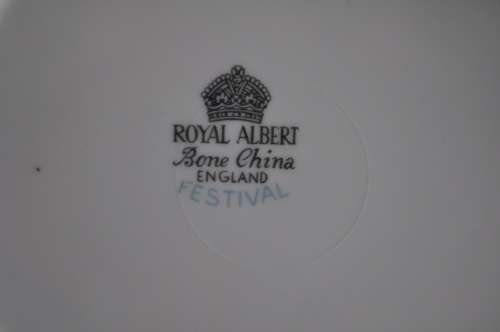 ROYAL ALBERT
Bone China
ENGLAND
FESTIVAL